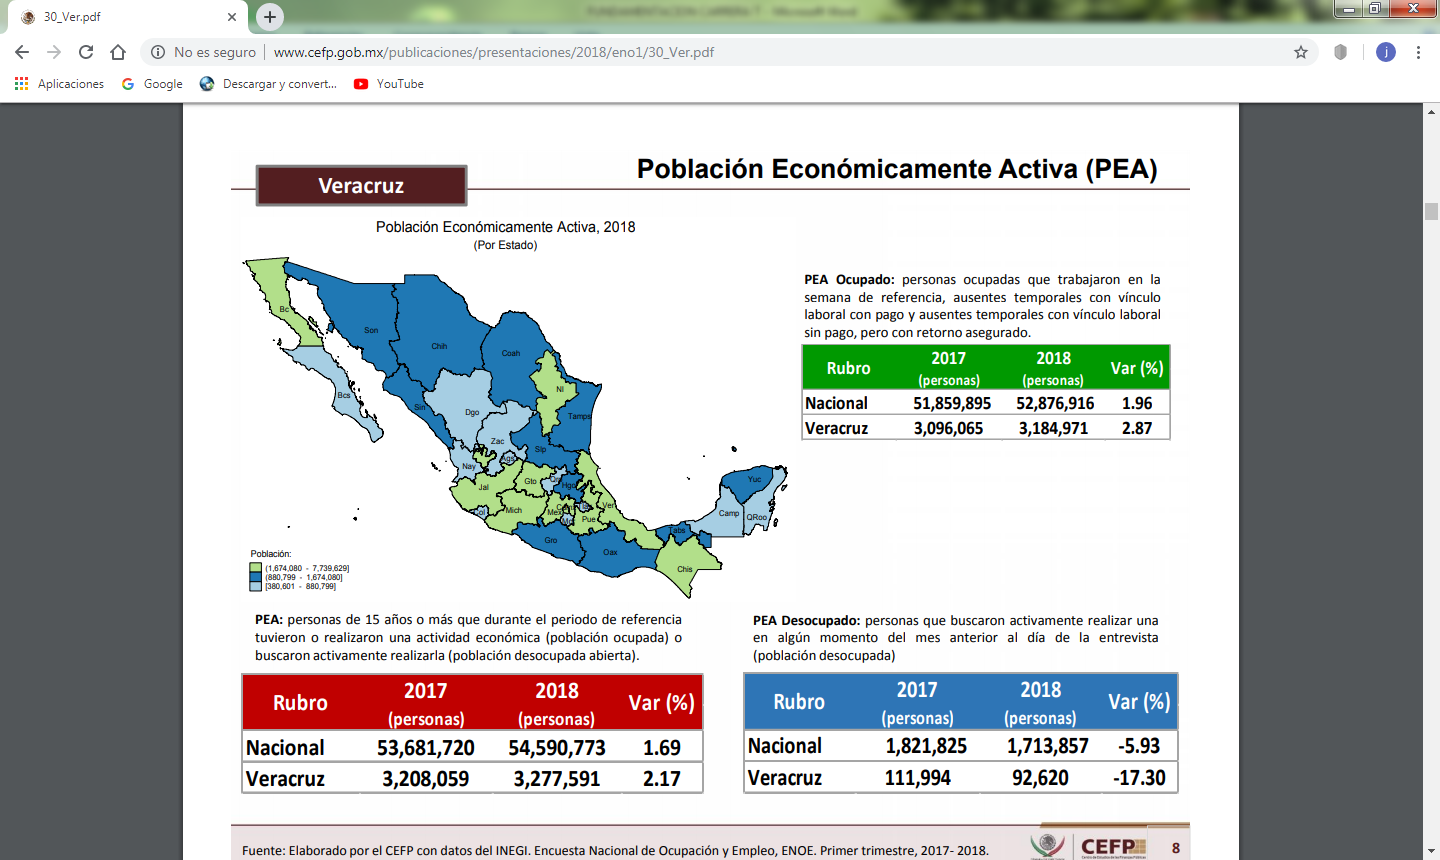 30_Ver.pdf
No es seguro
www.cefp.gob.mx/publicaciones/presentaciones/2018/eno1/30_Ver.pdf
j
Aplicaciones
Google
Descargar y convert...
YouTube
Veracruz
Población Económicamente Activa (PEA)
Población Económicamente Activa, 2018
(Por Estado)
Bc
Son
Chih
Coah
Bcs
Sin
Dgo
Nl
Tamps
Zac
Slp
Ags
Nay
Jal
Gto
Qro
Hgo
Col
Mich
Mex
Mor
Pue
Ver
Gro
Oax
Tabs
Chis
Camp
Yuc
QRoo
Población:
(1,674,080 - 7,739,629]
(880,799 - 1,674,080]
[380,601 - 880,799]
PEA Ocupado: personas ocupadas que trabajaron en la
semana de referencia, ausentes temporales con vínculo
laboral con pago y ausentes temporales con vínculo laboral
sin pago, pero con retorno asegurado.
Rubro 2017 (personas) 2018 (personas) Var (%)
Nacional 51,859,895 52,876,916 1.96
Veracruz 3,096,065 3,184,971 2.87
PEA: personas de 15 años o más que durante el periodo de referencia
tuvieron o realizaron una actividad económica (población ocupada) o
buscaron activamente realizarla (población desocupada abierta).
Rubro 2017 (personas) 2018 (personas) Var (%)
Nacional 53,681,720 54,590,773 1.69
Veracruz 3,208,059 3,277,591 2.17
PEA Desocupado: personas que buscaron activamente realizar una
en algún momento del mes anterior al día de la entrevista
(población desocupada)
Rubro 2017 (personas) 2018 (personas) Var (%)
Nacional 1,821,825 1,713,857 -5.93
Veracruz 111,994 92,620 -17.30
Fuente: Elaborado por el CEFP con datos del INEGI. Encuesta Nacional de Ocupación y Empleo, ENOE. Primer trimestre, 2017- 2018.
CEFP
8